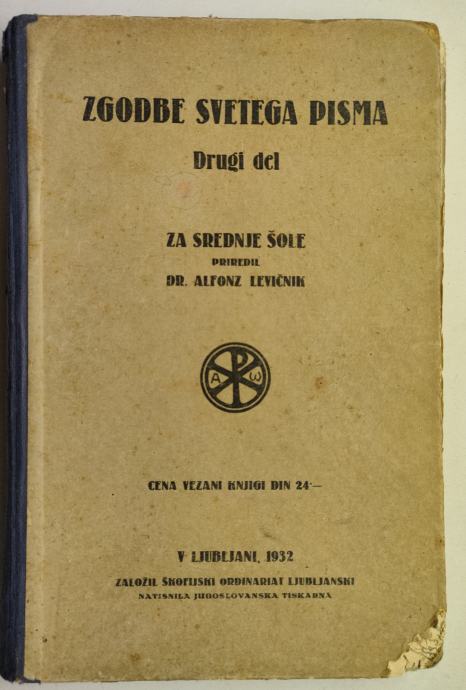 ZGODBE SVETEGA PISMA
Drugi del
ZA SREDNJE ŠOLE
PRIREDIL
DR. ALFONZ LEVIČNIK
A P ω
CENA VEZANI KNJIGI DIN 24·—
V LJUBLJANI, 1932
ZALOŽIL ŠKOFIJSKI ORDINARIAT LJUBLJANSKI
NATISNILA JUGOSLOVANSKA TISKARNA